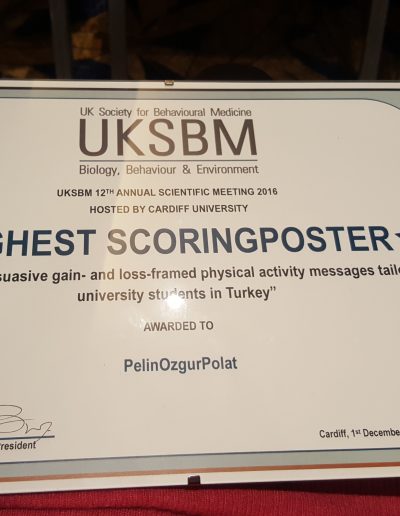 UK Society for Behavioural Medicine
UKSBM
Biology, Behaviour & Environment
UKSBM 12TH ANNUAL SCIENTIFIC MEETING 2016
HOSTED BY CARDIFF UNIVERSITY
GHEST SCORINGPOSTER
suasive gain- and loss-framed physical activity messages tailo
university students in Turkey”
AWARDED TO
PelinOzgurPolat
President
Cardiff, 1st December